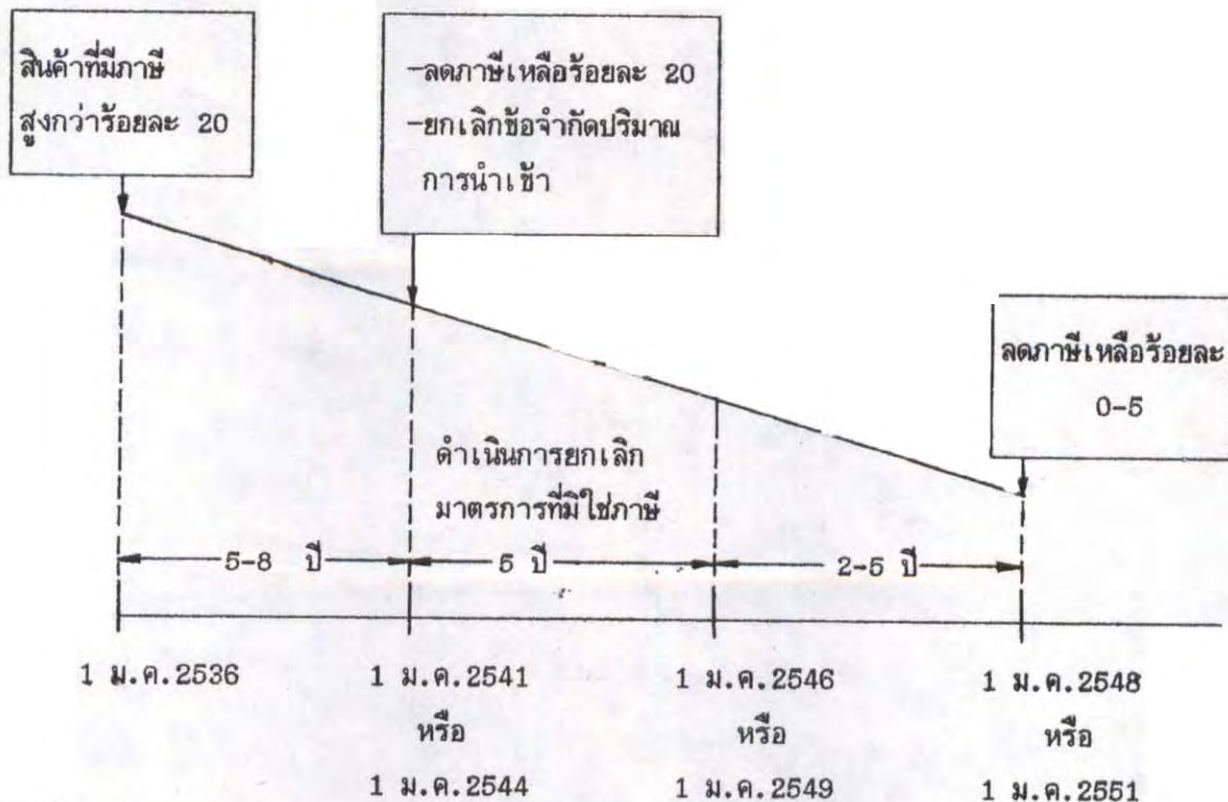 สินค้าที่มีภาษี
สูงกว่าร้อยละ 20
-ลดภาษีเหลือร้อยละ 20
-ยกเลิกข้อจำกัดปริมาณ
การนำเข้า
ลดภาษีเหลือร้อยละ
0-5
ดำเนินการยกเลิก
มาตรการที่มิใช่ภาษี
5-8 ปี
5 ปี
2-5 ปี
1 ม.ค.2536
1 ม.ค.2541
หรือ
1 ม.ค.2544
1 ม.ค.2546
หรือ
1 ม.ค.2549
1 ม.ค.2548
หรือ
1 ม.ค.2551